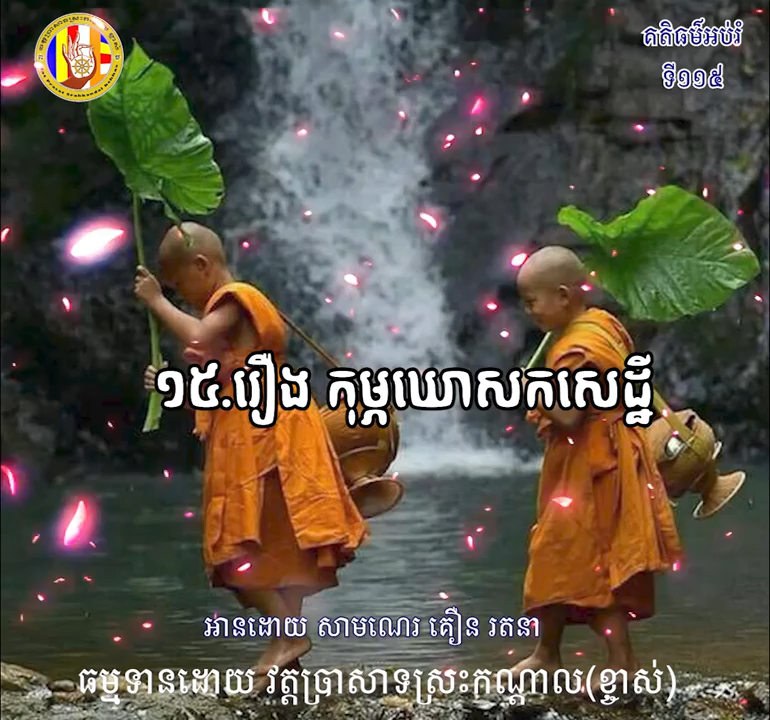 គតិធម៌អប់រំ
ទី១១៥
១៥.រឿង កុម្ភឃោសកសេដ្ឋី
អានដោយ សាមណេរ គឿន រតនា
ធម្មទានដោយ វត្តប្រាសាទស្រះកណ្ដាល(ខ្ចាស់)